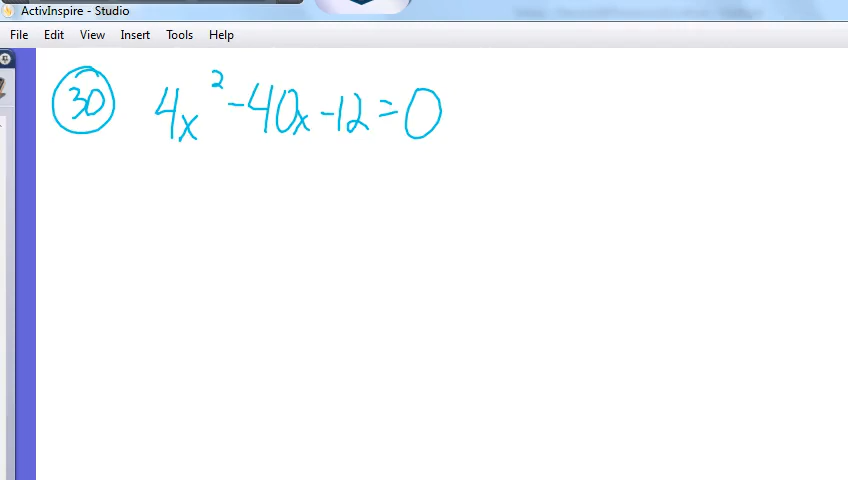 ActivInspire - Studio
File Edit View Insert Tools Help
30 4x² - 40x - 12 = 0